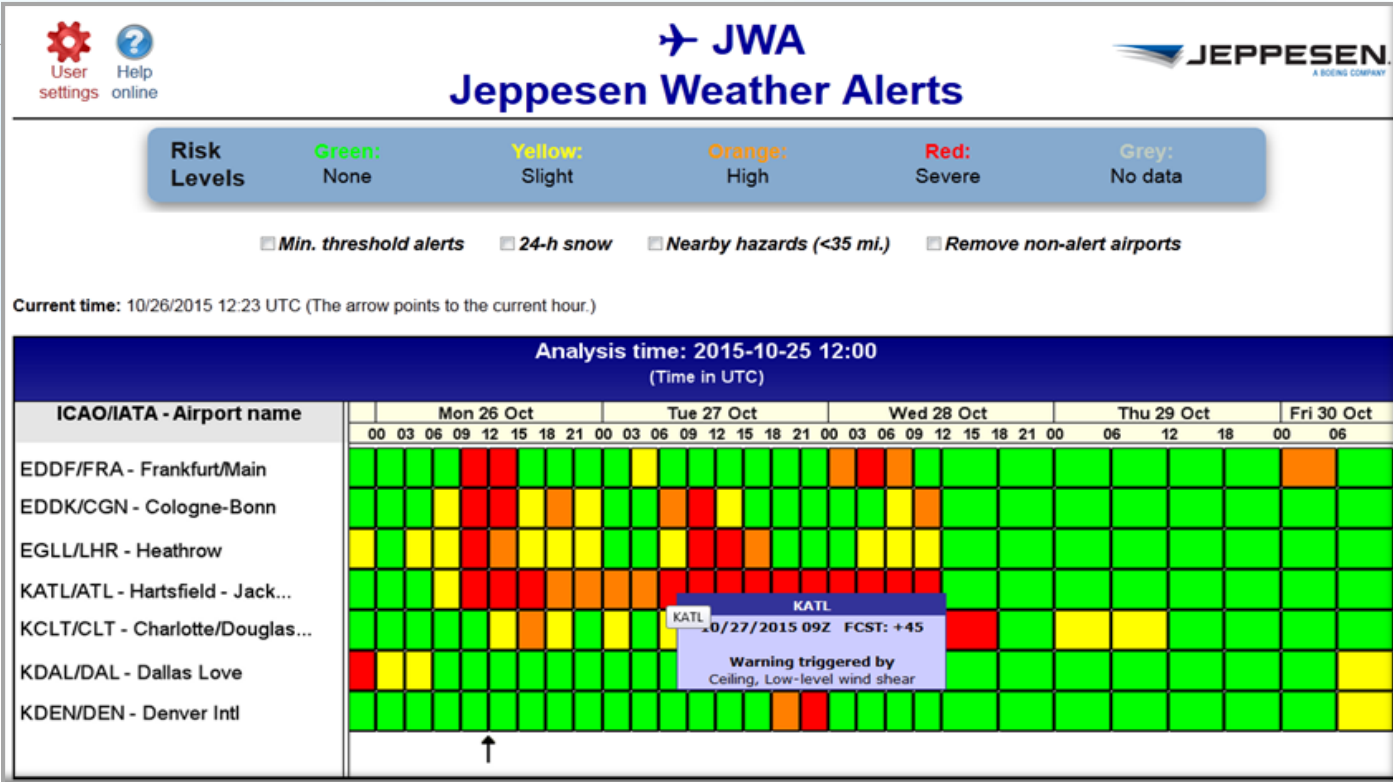 User settings
Help online
JWA
Jeppesen Weather Alerts
JEPPESEN.
A BOEING COMPANY
Risk Levels
Green: None
Yellow: Slight
Orange: High
Red: Severe
Grey: No data
Min. threshold alerts 24-h snow Nearby hazards (<35 mi.) Remove non-alert airports
Current time: 10/26/2015 12:23 UTC (The arrow points to the current hour.)
Analysis time: 2015-10-25 12:00
(Time in UTC)
ICAO/IATA - Airport name Mon 26 Oct Tue 27 Oct Wed 28 Oct Thu 29 Oct Fri 30 Oct
00 03 06 09 12 15 18 21 00 03 06 09 12 15 18 21 00 03 06 09 12 15 18 21 00 06 12 18 00 06
EDDF/FRA - Frankfurt/Main
EDDK/CGN - Cologne-Bonn
EGLL/LHR - Heathrow
KATL/ATL - Hartsfield - Jack...
KCLT/CLT - Charlotte/Douglas...
KDAL/DAL - Dallas Love
KDEN/DEN - Denver Intl
KATL
KATL
10/27/2015 09Z FCST: +45
Warning triggered by
Ceiling, Low-level wind shear